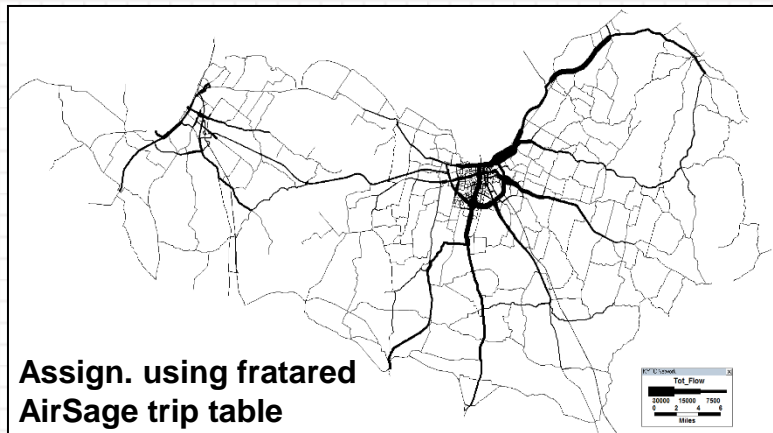 Assign. using fratared
AirSage trip table
Tot_Flow
30000 15000 7500
0 2 4 6
Miles